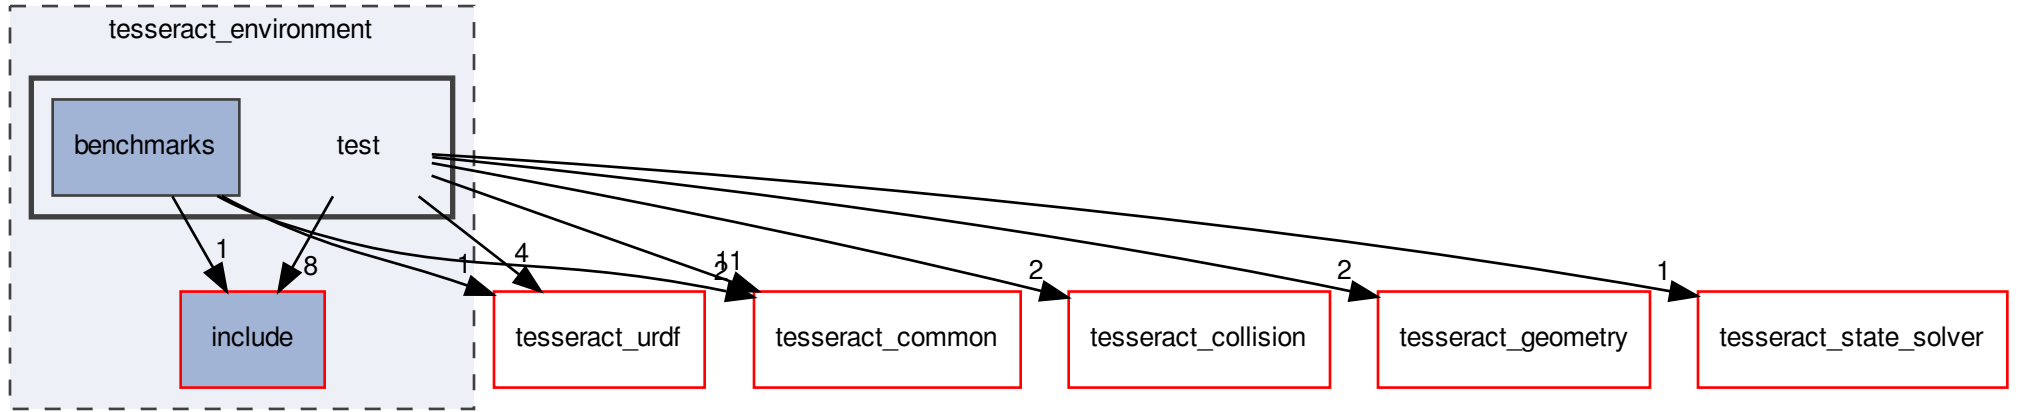 tesseract_environment
benchmarks
test
1
8
1
4
2
11
2
2
1
include
tesseract_urdf
tesseract_common
tesseract_collision
tesseract_geometry
tesseract_state_solver